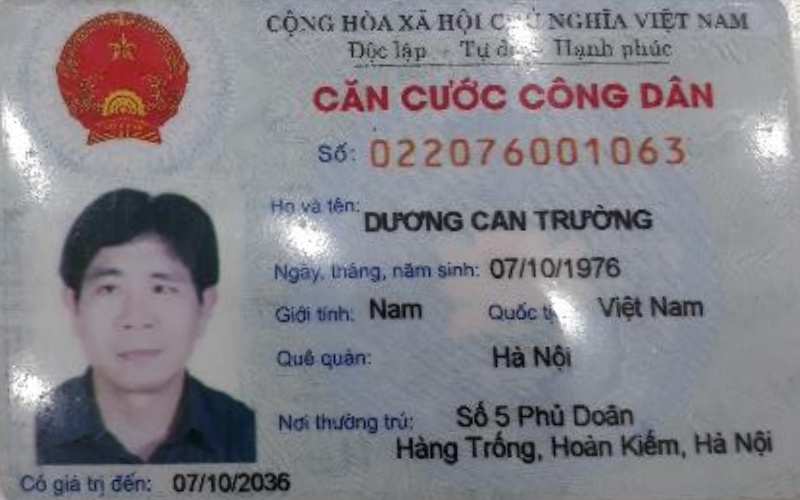 CỘNG HÒA XÃ HỘI CHỦ NGHĨA VIỆT NAM
Độc lập - Tự do - Hạnh phúc
CĂN CƯỚC CÔNG DÂN
Số: 022076001063
Họ và tên: DƯƠNG CAN TRƯỜNG
Ngày, tháng, năm sinh: 07/10/1976
Giới tính: Nam Quốc tịch Việt Nam
Quê quán: Hà Nội
Nơi thường trú: Số 5 Phủ Doãn
Hàng Trống, Hoàn Kiếm, Hà Nội
Có giá trị đến: 07/10/2036